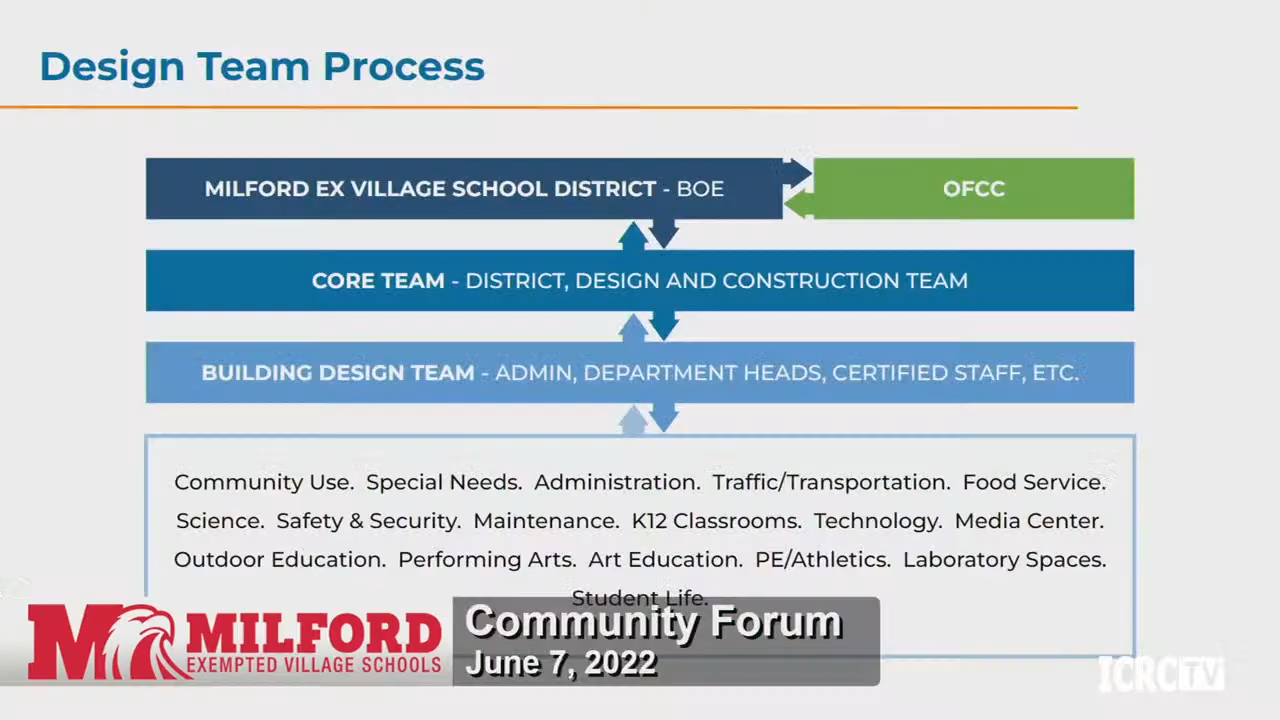 Design Team Process
MILFORD EX VILLAGE SCHOOL DISTRICT - BOE
OFCC
CORE TEAM - DISTRICT, DESIGN AND CONSTRUCTION TEAM
BUILDING DESIGN TEAM - ADMIN, DEPARTMENT HEADS, CERTIFIED STAFF, ETC.
Community Use. Special Needs. Administration. Traffic/Transportation. Food Service.
Science. Safety & Security. Maintenance. K12 Classrooms. Technology. Media Center.
Outdoor Education. Performing Arts. Art Education. PE/Athletics. Laboratory Spaces.
Student Life.
M MILFORD
EXEMPTED VILLAGE SCHOOLS
Community Forum
June 7, 2022
ICRCTV